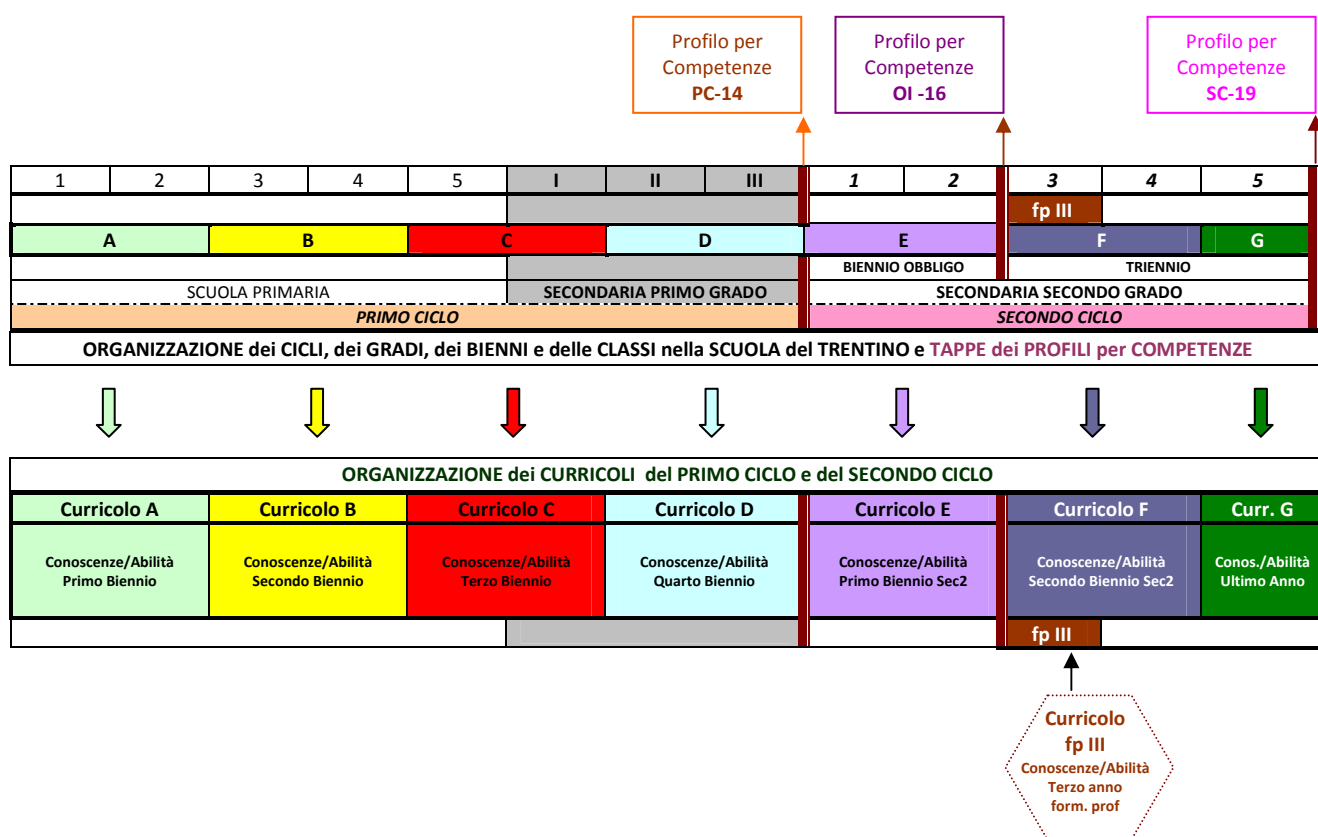 Profilo per
Competenze
PC-14
Profilo per
Competenze
OI -16
Profilo per
Competenze
SC-19
1 2 3 4 5 I II III 1 2 3 4 5
fp III
A B C D E F G
BIENNIO OBBLIGO TRIENNIO
SCUOLA PRIMARIA SECONDARIA PRIMO GRADO SECONDARIA SECONDO GRADO
PRIMO CICLO SECONDO CICLO
ORGANIZZAZIONE dei CICLI, dei GRADI, dei BIENNI e delle CLASSI nella SCUOLA del TRENTINO e TAPPE dei PROFILI per COMPETENZE
ORGANIZZAZIONE dei CURRICOLI del PRIMO CICLO e del SECONDO CICLO
Curricolo A Curricolo B Curricolo C Curricolo D Curricolo E Curricolo F Curr. G
Conoscenze/Abilità
Primo Biennio
Conoscenze/Abilità
Secondo Biennio
Conoscenze/Abilità
Terzo Biennio
Conoscenze/Abilità
Quarto Biennio
Conoscenze/Abilità
Primo Biennio Sec2
Conoscenze/Abilità
Secondo Biennio Sec2
Conos./Abilità
Ultimo Anno
fp III
Curricolo
fp III
Conoscenze/Abilità
Terzo anno
form. prof